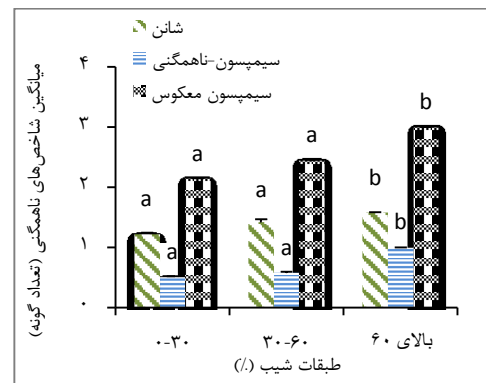 شانن
سیمپسون-ناهمگنی
سیمپسون معکوس
میانگین شاخص‌های ناهمگنی (تعداد گونه)
۴
۳
۲
۱
۰
a
a
a
a
a
a
b
b
b
۰-۳۰
۳۰-۶۰
بالای ۶۰
طبقات شیب (٪)